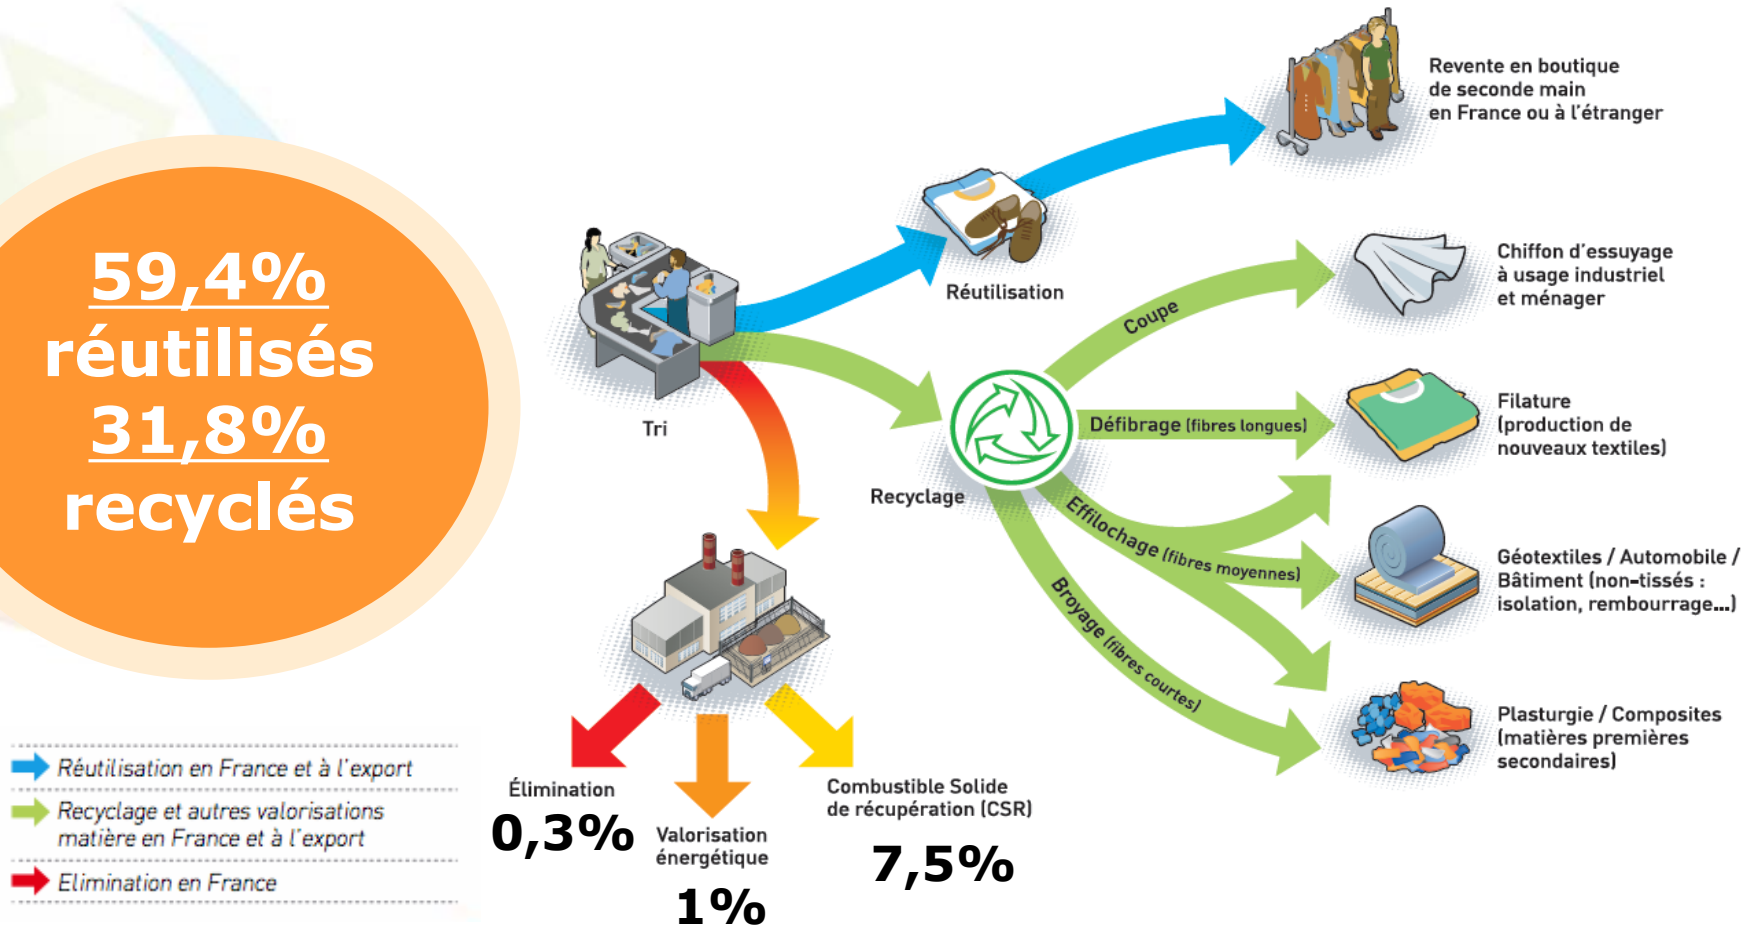 59,4%
réutilisés
31,8%
recyclés
Réutilisation en France et à l'export
Recyclage et autres valorisations
matière en France et à l'export
Elimination en France
Tri
Réutilisation
Revente en boutique
de seconde main
en France ou à l'étranger
Recyclage
Coupe
Chiffon d'essuyage
à usage industriel
et ménager
Défibrage (fibres longues)
Filature
(production de
nouveaux textiles)
Effilochage (fibres moyennes)
Géotextiles / Automobile /
Bâtiment (non-tissés :
isolation, rembourrage...)
Broyage (fibres courtes)
Plasturgie / Composites
(matières premières
secondaires)
Élimination
0,3%
Valorisation
énergétique
1%
Combustible Solide
de récupération (CSR)
7,5%